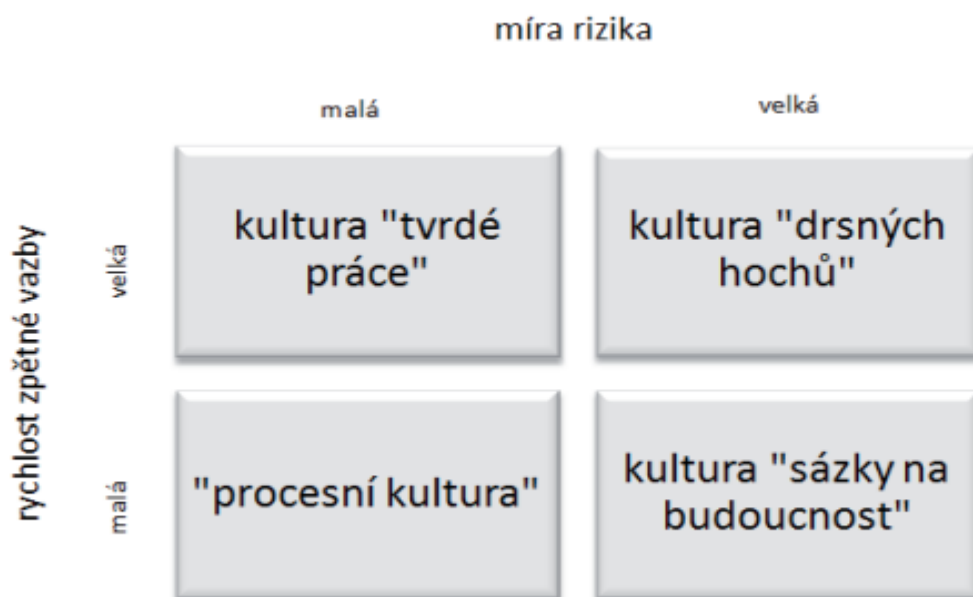 míra rizika
malá
velká
rychlost zpětné vazby
velká
kultura "tvrdé
práce"
kultura "drsných
hochů"
malá
"procesní kultura"
kultura "sázky na
budoucnost"